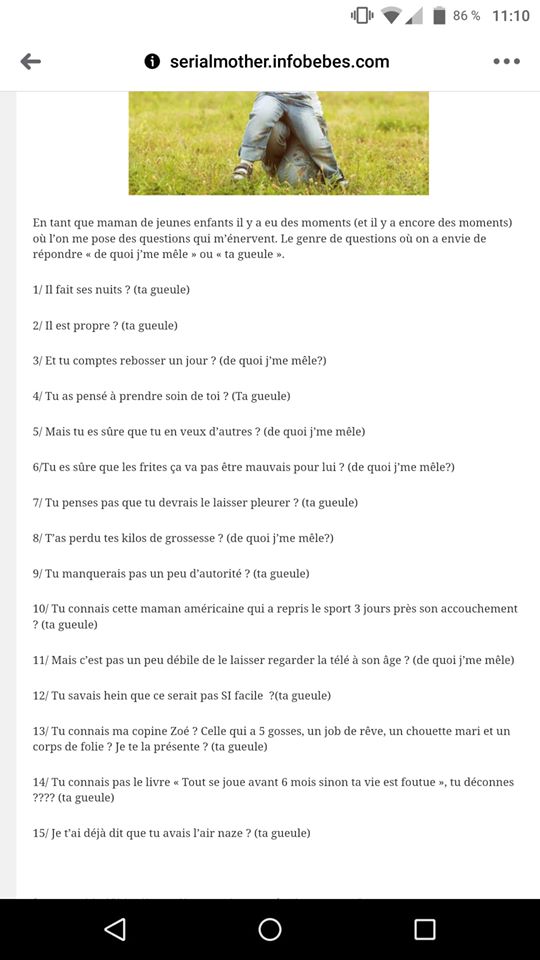 86 % 11:10
serialmother.infobebes.com
En tant que maman de jeunes enfants il y a eu des moments (et il y a encore des moments)
où l'on me pose des questions qui m'énervent. Le genre de questions où on a envie de
répondre « de quoi j'me mêle » ou « ta gueule ».
1/ Il fait ses nuits ? (ta gueule)
2/ Il est propre ? (ta gueule)
3/ Et tu comptes rebosser un jour ? (de quoi j'me mêle?)
4/ Tu as pensé à prendre soin de toi ? (Ta gueule)
5/ Mais tu es sûre que tu en veux d'autres ? (de quoi j'me mêle)
6/Tu es sûre que les frites ça va pas être mauvais pour lui ? (de quoi j'me mêle?)
7/ Tu penses pas que tu devrais le laisser pleurer ? (ta gueule)
8/ T'as perdu tes kilos de grossesse ? (de quoi j'me mêle?)
9/ Tu manquerais pas un peu d'autorité ? (ta gueule)
10/ Tu connais cette maman américaine qui a repris le sport 3 jours près son accouchement
? (ta gueule)
11/ Mais c'est pas un peu débile de le laisser regarder la télé à son âge ? (de quoi j'me mêle)
12/ Tu savais hein que ce serait pas SI facile  ?(ta gueule)
13/ Tu connais ma copine Zoé ? Celle qui a 5 gosses, un job de rêve, un chouette mari et un
corps de folie ? Je te la présente ? (ta gueule)
14/ Tu connais pas le livre « Tout se joue avant 6 mois sinon ta vie est foutue », tu déconnes
???? (ta gueule)
15/ Je t'ai déjà dit que tu avais l'air naze ? (ta gueule)